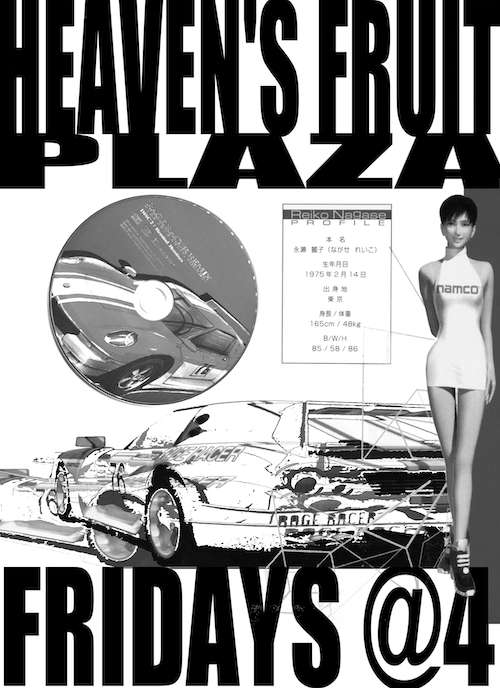 HEAVEN'S FRUIT
PLAZA
Reiko Nagase
PROFILE
本 名
永瀬 麗子(ながせ れいこ)
生年月日
1975年2月14日
出 身 地
東 京
身長/体重
165cm / 48kg
B/W/H
85 / 58 / 86
namco
RAGE RACER
RAGE RACER
FRIDAYS @4